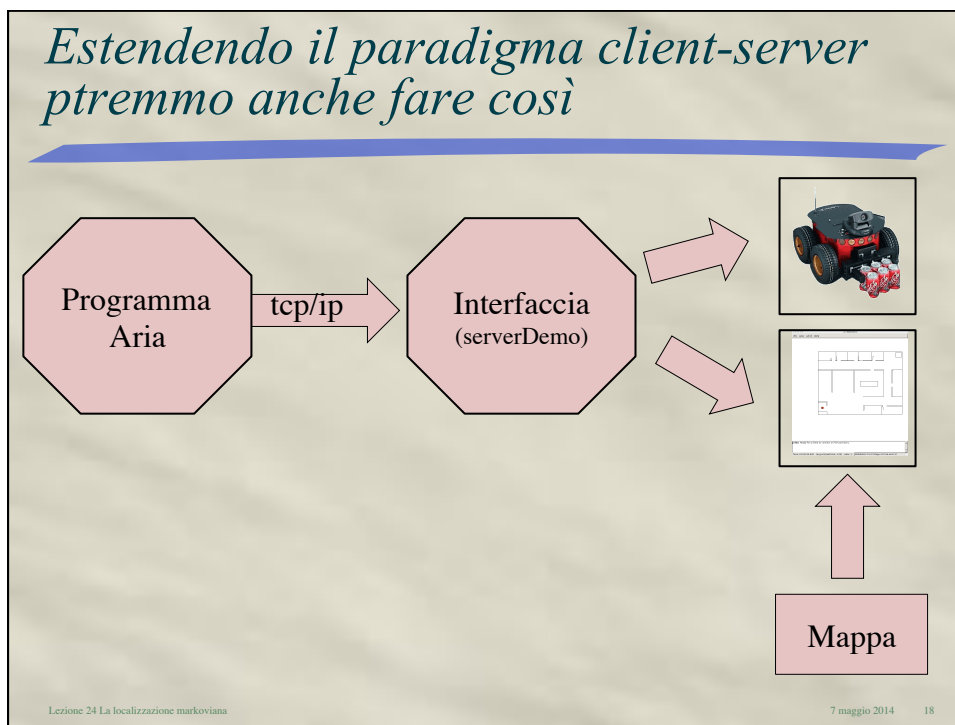 Estendendo il paradigma client-server
ptremmo anche fare così
Programma
Aria
tcp/ip
Interfaccia
(serverDemo)
Mappa
Lezione 24 La localizzazione markoviana
7 maggio 2014
18